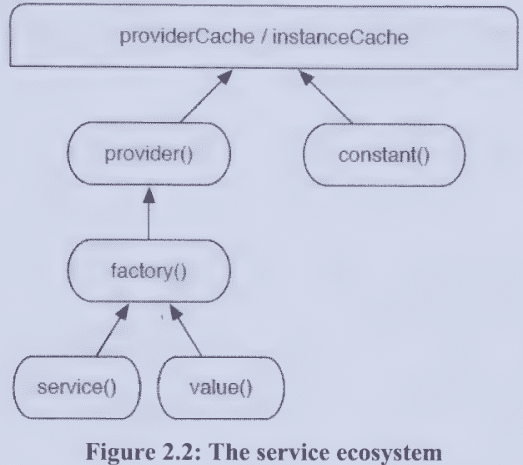 providerCache / instanceCache
provider()
constant()
factory()
service()
value()
Figure 2.2: The service ecosystem